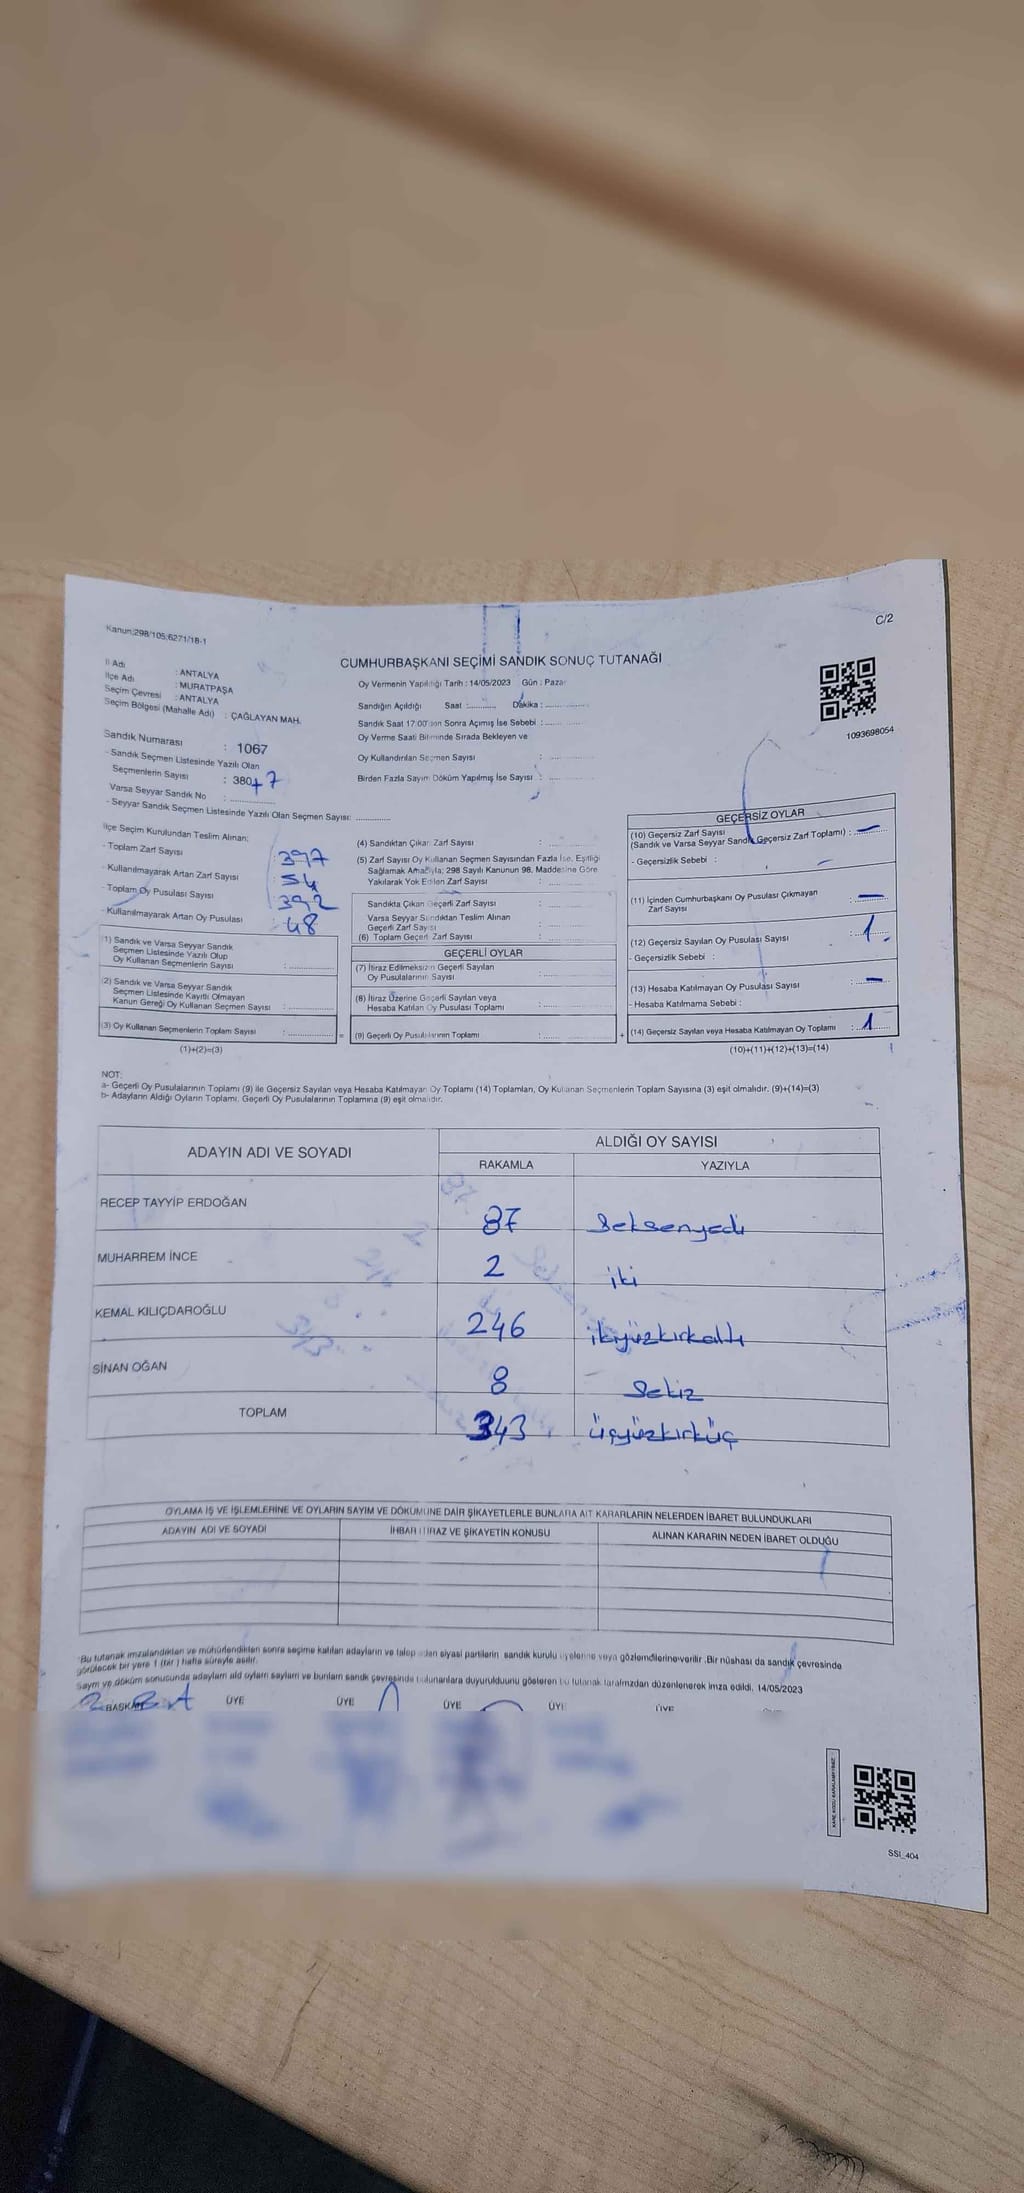 Kanun:298/105;6271/18-1
C/2
CUMHURBAŞKANI SEÇİMİ SANDIK SONUÇ TUTANAĞI
İl Adı : ANTALYA
İlçe Adı : MURATPAŞA
Seçim Çevresi : ANTALYA
Seçim Bölgesi (Mahalle Adı) : ÇAĞLAYAN MAH.
Sandık Numarası : 1067
- Sandık Seçmen Listesinde Yazılı Olan
Seçmenlerin Sayısı : 380+7
Varsa Seyyar Sandık No :
- Seyyar Sandık Seçmen Listesinde Yazılı Olan Seçmen Sayısı:
Oy Vermenin Yapıldığı Tarih : 14/05/2023 Gün : Pazar
Sandığın Açıldığı Saat : Dakika :
Sandık Saat 17:00'den Sonra Açımış İse Sebebi :
Oy Verme Saati Bitiminde Sırada Bekleyen ve
Oy Kullandırılan Seçmen Sayısı :
Birden Fazla Sayım Döküm Yapılmış İse Sayısı :
1093698054
İlçe Seçim Kurulundan Teslim Alınan:
- Toplam Zarf Sayısı : 397
- Kullanılmayarak Artan Zarf Sayısı : 54
- Toplam Oy Pusulası Sayısı : 392
- Kullanılmayarak Artan Oy Pusulası : 48
(1) Sandık ve Varsa Seyyar Sandık
Seçmen Listesinde Yazılı Olup
Oy Kullanan Seçmenlerin Sayısı :
(2) Sandık ve Varsa Seyyar Sandık
Seçmen Listesinde Kayıtlı Olmayan
Kanun Gereği Oy Kullanan Seçmen Sayısı :
(3) Oy Kullanan Seçmenlerin Toplam Sayısı :
(1)+(2)=(3)
(4) Sandıktan Çıkan Zarf Sayısı :
(5) Zarf Sayısı Oy Kullanan Seçmen Sayısından Fazla İse, Eşitliği
Sağlamak Amacıyla; 298 Sayılı Kanunun 98. Maddesine Göre
Yakılarak Yok Edilen Zarf Sayısı :
Sandıkta Çıkan Geçerli Zarf Sayısı :
Varsa Seyyar Sandıktan Teslim Alınan
Geçerli Zarf Sayısı :
(6) Toplam Geçerli Zarf Sayısı :
GEÇERLİ OYLAR
(7) İtiraz Edilmeksizin Geçerli Sayılan
Oy Pusulalarının Sayısı :
(8) İtiraz Üzerine Geçerli Sayılan veya
Hesaba Katılan Oy Pusulası Toplamı :
= (9) Geçerli Oy Pusulalarının Toplamı :
GEÇERSİZ OYLAR
(10) Geçersiz Zarf Sayısı
(Sandık ve Varsa Seyyar Sandık Geçersiz Zarf Toplamı) : —
- Geçersizlik Sebebi : —
(11) İçinden Cumhurbaşkanı Oy Pusulası Çıkmayan
Zarf Sayısı : —
(12) Geçersiz Sayılan Oy Pusulası Sayısı : 1
- Geçersizlik Sebebi :
(13) Hesaba Katılmayan Oy Pusulası Sayısı : —
- Hesaba Katılmama Sebebi :
+ (14) Geçersiz Sayılan veya Hesaba Katılmayan Oy Toplamı : 1
(10)+(11)+(12)+(13)=(14)
NOT:
a- Geçerli Oy Pusulalarının Toplamı (9) ile Geçersiz Sayılan veya Hesaba Katılmayan Oy Toplamı (14) Toplamları, Oy Kullanan Seçmenlerin Toplam Sayısına (3) eşit olmalıdır. (9)+(14)=(3)
b- Adayların Aldığı Oyların Toplamı, Geçerli Oy Pusulalarının Toplamına (9) eşit olmalıdır.
ADAYIN ADI VE SOYADI
ALDIĞI OY SAYISI
RAKAMLA YAZIYLA
RECEP TAYYİP ERDOĞAN 87 Seksenyedi
MUHARREM İNCE 2 iki
KEMAL KILIÇDAROĞLU 246 ikiyüzkırkaltı
SİNAN OĞAN 8 Sekiz
TOPLAM 343 üçyüzkırküç
OYLAMA İŞ VE İŞLEMLERİNE VE OYLARIN SAYIM VE DÖKÜMÜNE DAİR ŞİKAYETLERLE BUNLARA AİT KARARLARIN NELERDEN İBARET BULUNDUKLARI
ADAYIN ADI VE SOYADI İHBAR İTİRAZ VE ŞİKAYETİN KONUSU ALINAN KARARIN NEDEN İBARET OLDUĞU
Bu tutanak imzalandıktan ve mühürlendikten sonra seçime katılan adayların ve talep eden siyasi partilerin sandık kurulu üyelerine veya gözlemcilerine verilir. Bir nüshası da sandık çevresinde
görülecek bir yere 1 (bir) hafta süreyle asılır.
Sayım ve döküm sonucunda adayların aldı oyların sayıları ve bunların sandık çevresinde bulunanlara duyurulduunu gösteren bu tutanak tarafımızdan düzenlenerek imza edildi. 14/05/2023
BAŞKAN ÜYE ÜYE ÜYE ÜYE ÜYE
KARE KODU KARALAMAYINIZ
SSI_404